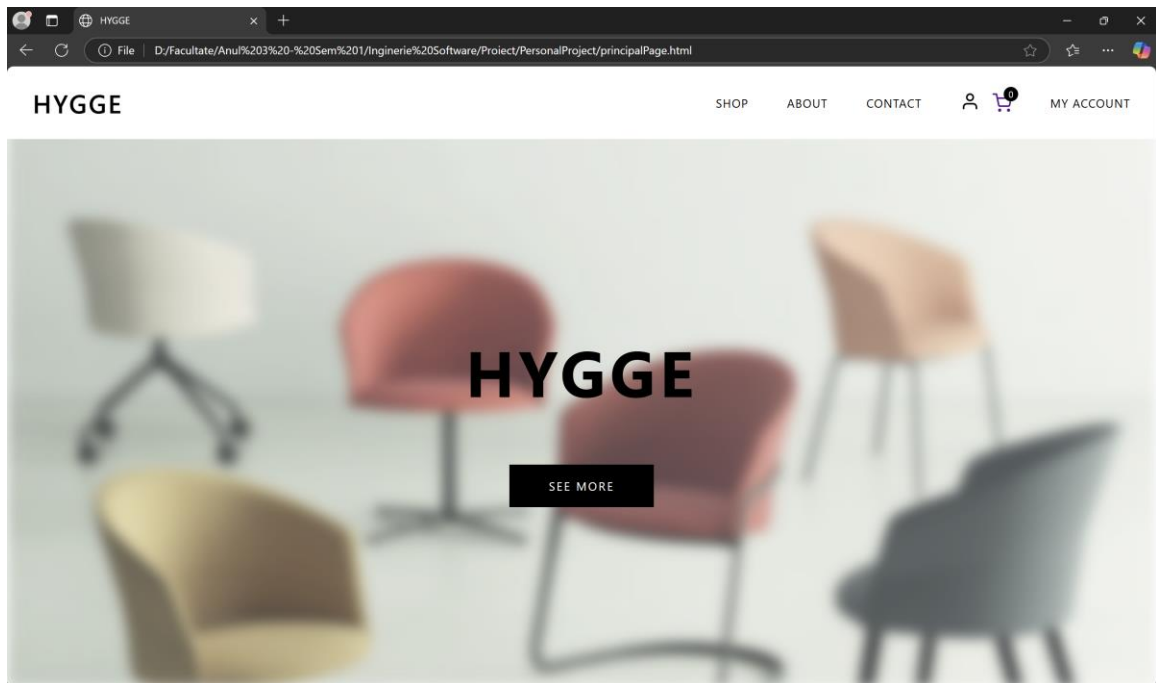 HYGGE
File D:/Facultate/Anul%203%20-%20Sem%201/Inginerie%20Software/Proiect/PersonalProject/principalPage.html
HYGGE SHOP ABOUT CONTACT 0 MY ACCOUNT
HYGGE
SEE MORE